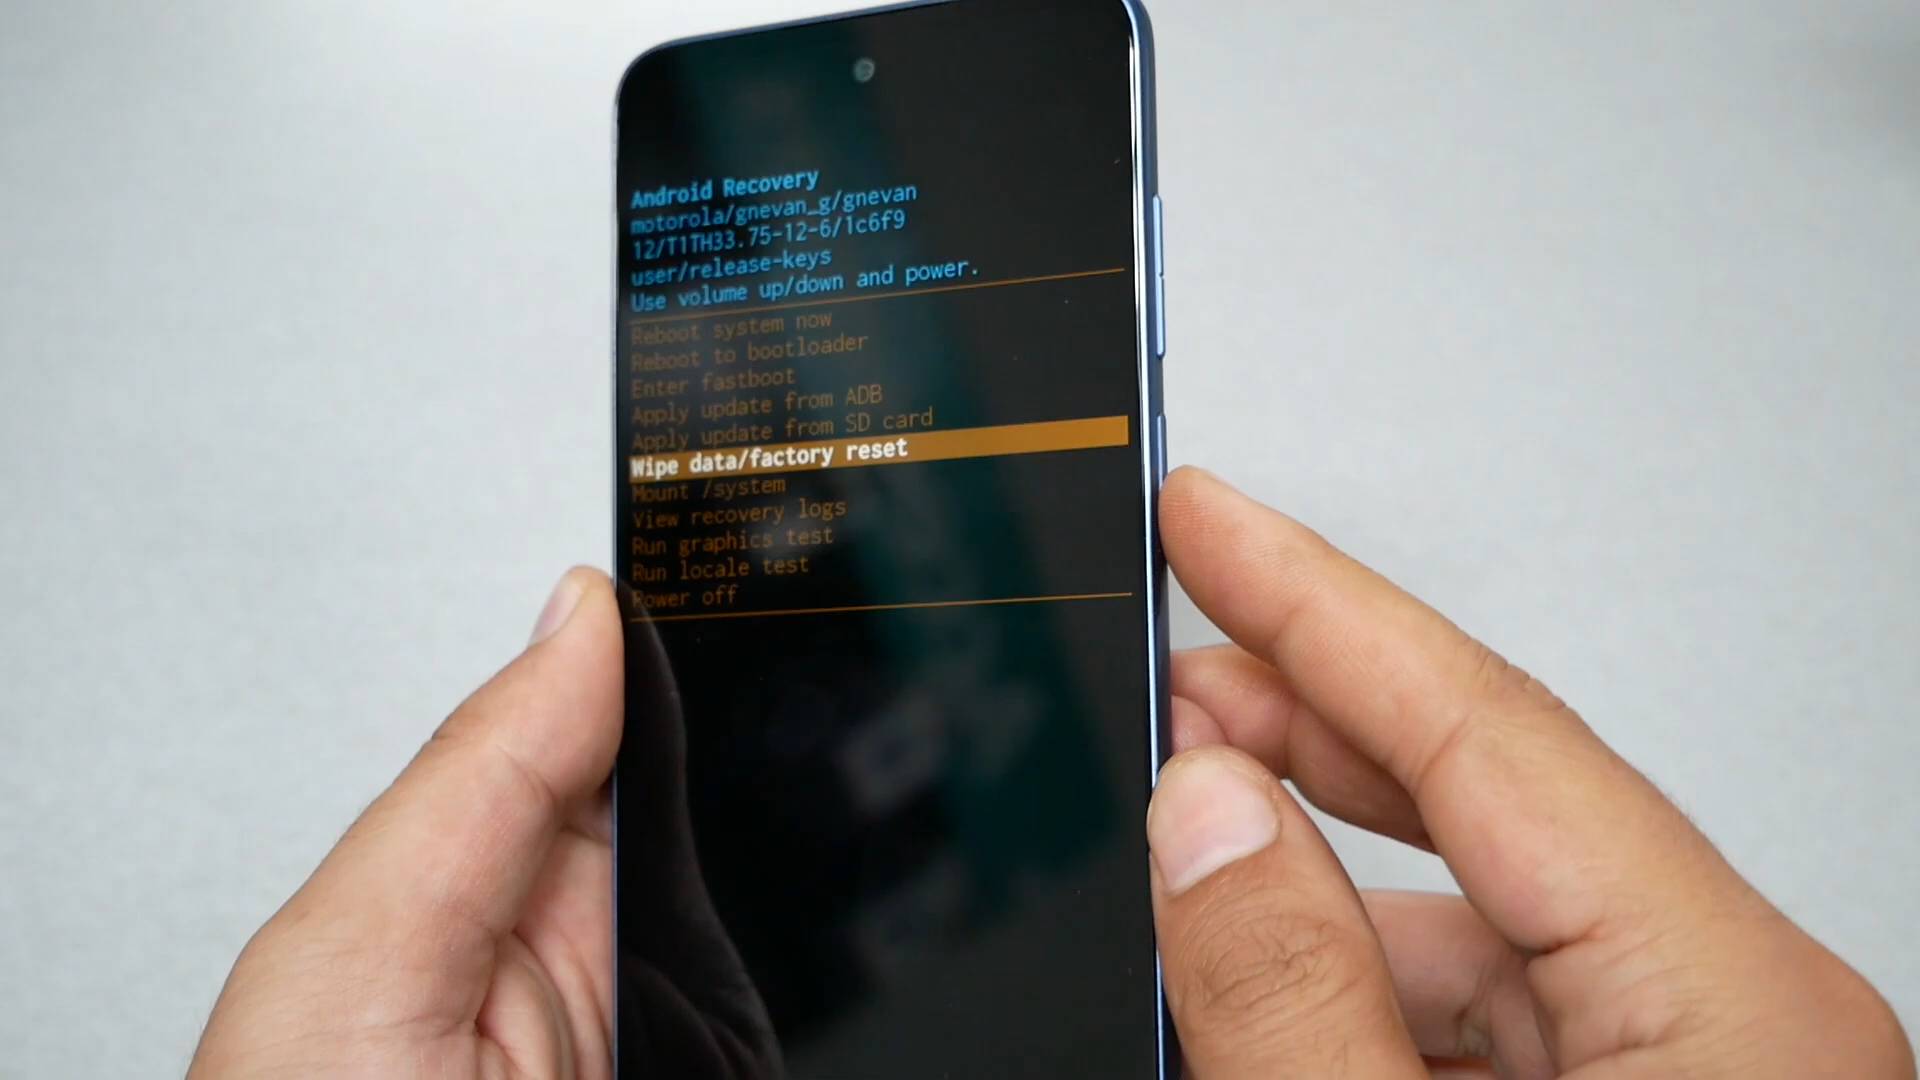 Android Recovery
motorola/gnevan_g/gnevan
12/T1TH33.75-12-6/1c6f9
user/release-keys
Use volume up/down and power.
Reboot system now
Reboot to bootloader
Enter fastboot
Apply update from ADB
Apply update from SD card
Wipe data/factory reset
Mount /system
View recovery logs
Run graphics test
Run locale test
Power off